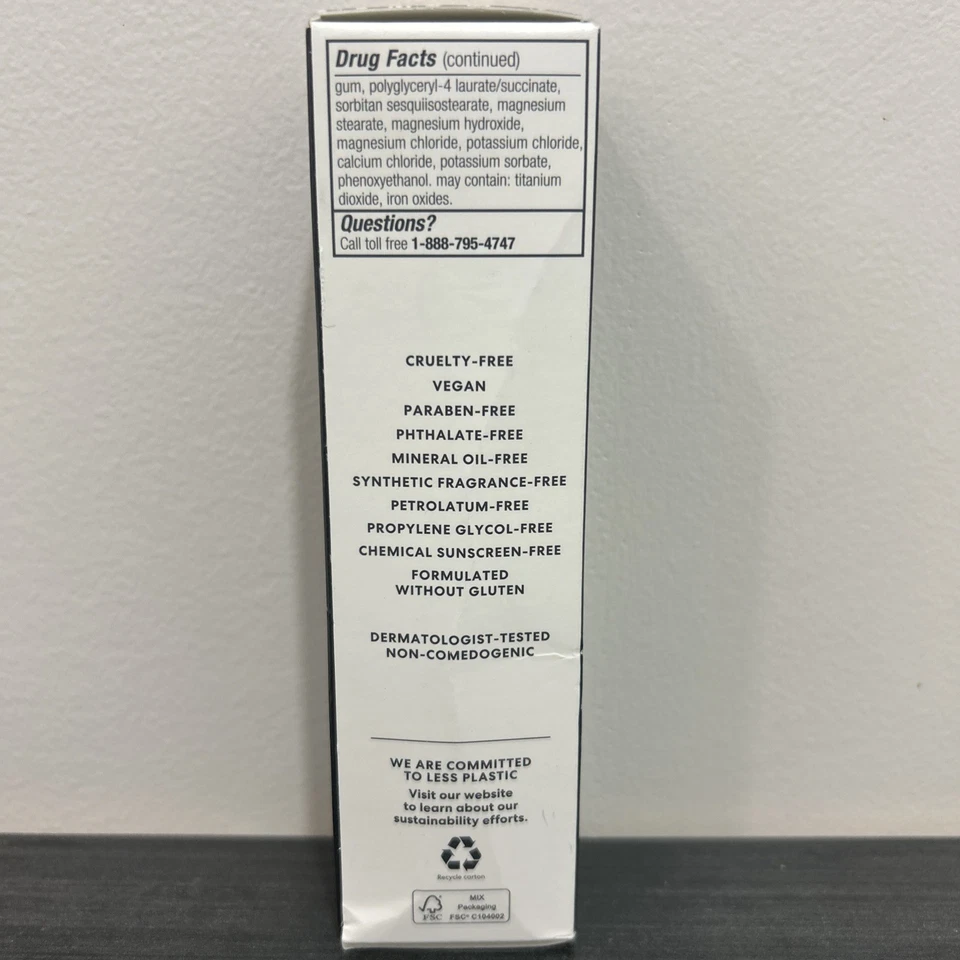 Drug Facts (continued)
gum, polyglyceryl-4 laurate/succinate,
sorbitan sesquiisostearate, magnesium
stearate, magnesium hydroxide,
magnesium chloride, potassium chloride,
calcium chloride, potassium sorbate,
phenoxyethanol. may contain: titanium
dioxide, iron oxides.
Questions?
Call toll free 1-888-795-4747
CRUELTY-FREE
VEGAN
PARABEN-FREE
PHTHALATE-FREE
MINERAL OIL-FREE
SYNTHETIC FRAGRANCE-FREE
PETROLATUM-FREE
PROPYLENE GLYCOL-FREE
CHEMICAL SUNSCREEN-FREE
FORMULATED
WITHOUT GLUTEN
DERMATOLOGIST-TESTED
NON-COMEDOGENIC
WE ARE COMMITTED
TO LESS PLASTIC
Visit our website
to learn about our
sustainability efforts.
Recycle carton
MIX
Packaging
FSC FSC® C104002